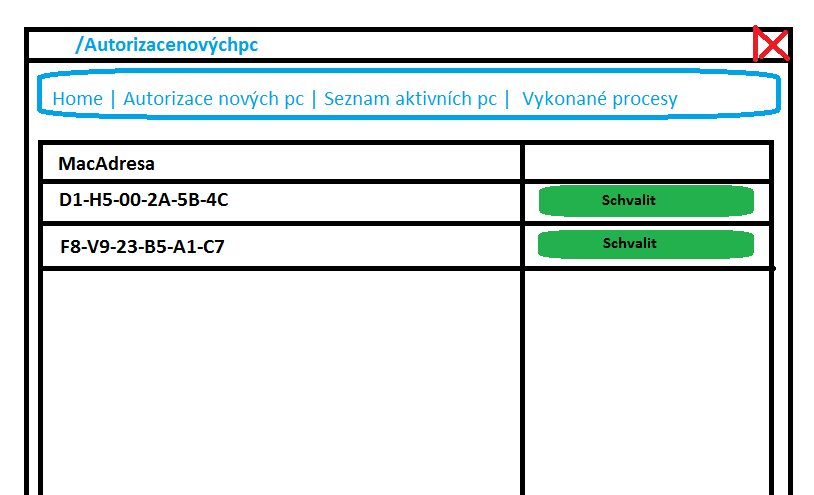 /Autorizacenovýchpc
Home | Autorizace nových pc | Seznam aktivních pc | Vykonané procesy
MacAdresa
D1-H5-00-2A-5B-4C Schvalit
F8-V9-23-B5-A1-C7 Schvalit